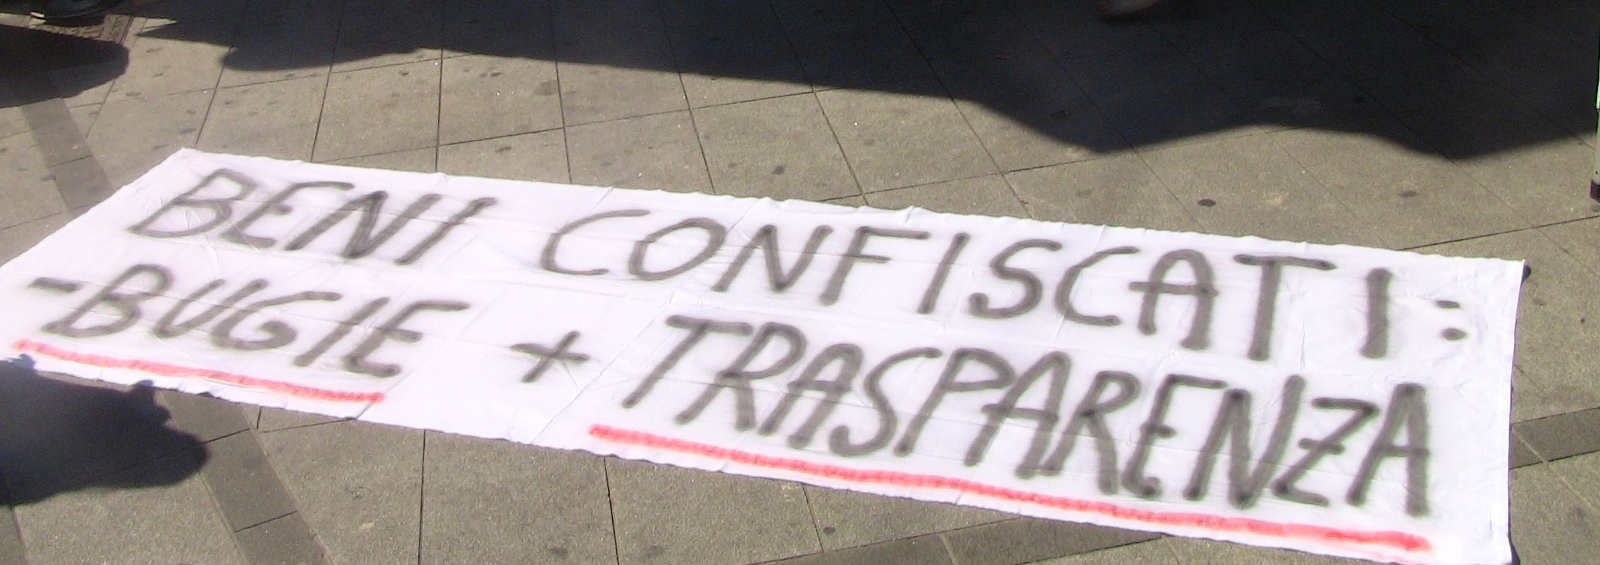 BENI CONFISCATI:
-BUGIE + TRASPARENZA